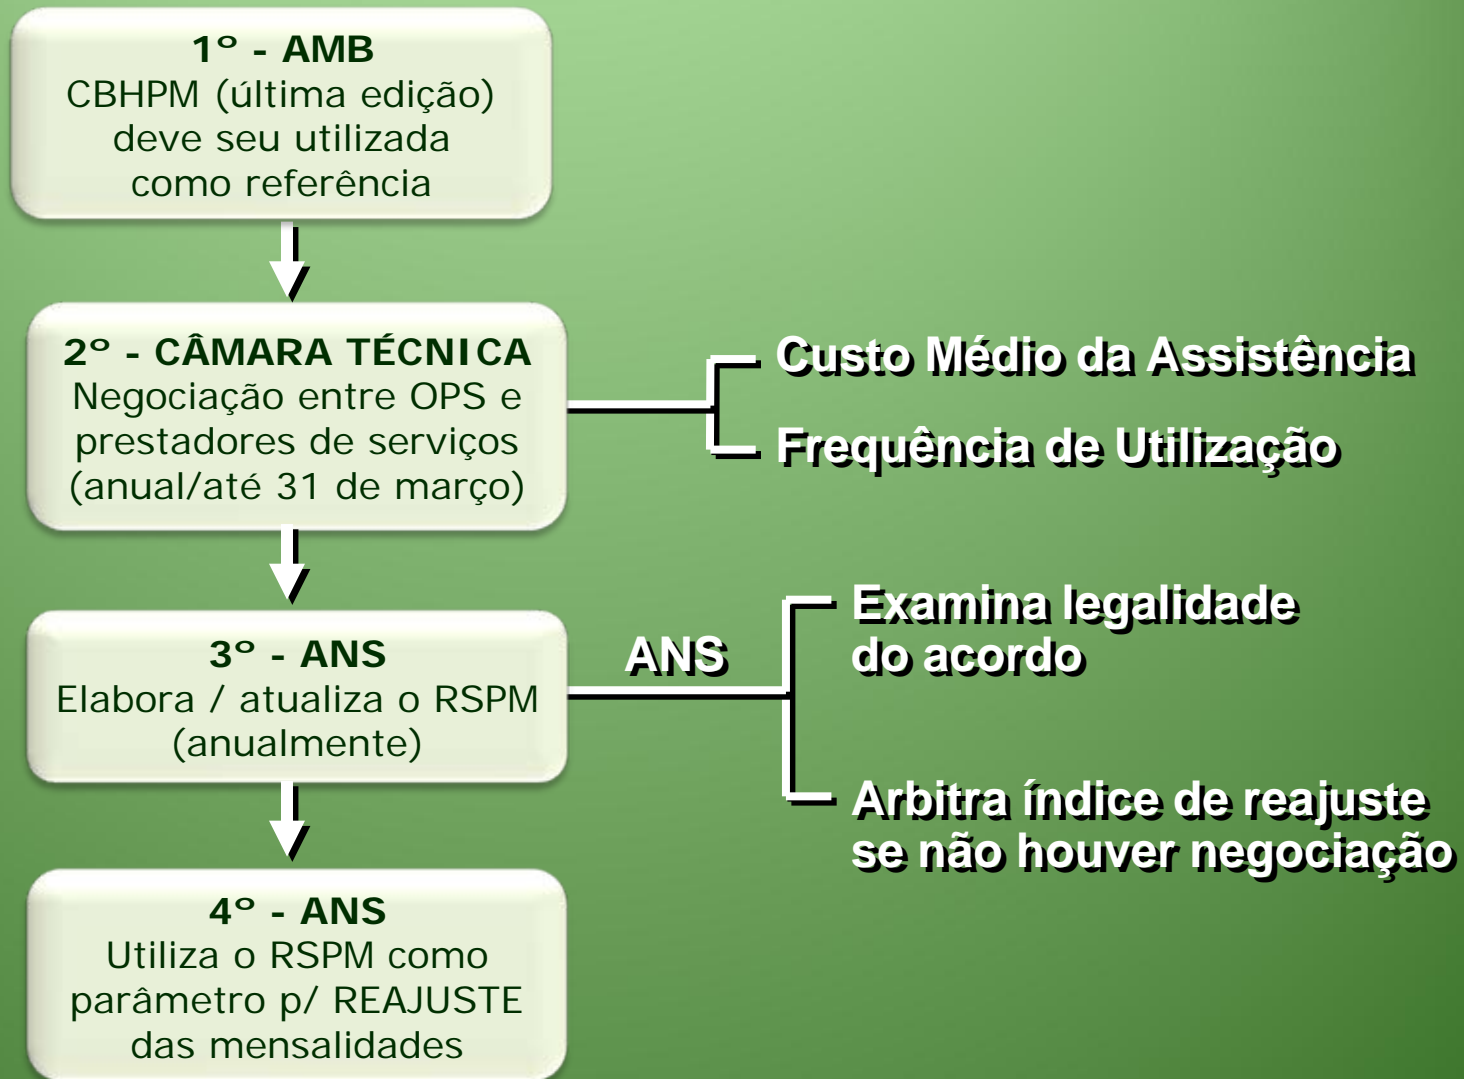 1º - AMB
CBHPM (última edição)
deve seu utilizada
como referência
2º - CÂMARA TÉCNICA
Negociação entre OPS e
prestadores de serviços
(anual/até 31 de março)
Custo Médio da Assistência
Frequência de Utilização
3º - ANS
Elabora / atualiza o RSPM
(anualmente)
ANS
Examina legalidade
do acordo
Arbitra índice de reajuste
se não houver negociação
4º - ANS
Utiliza o RSPM como
parâmetro p/ REAJUSTE
das mensalidades